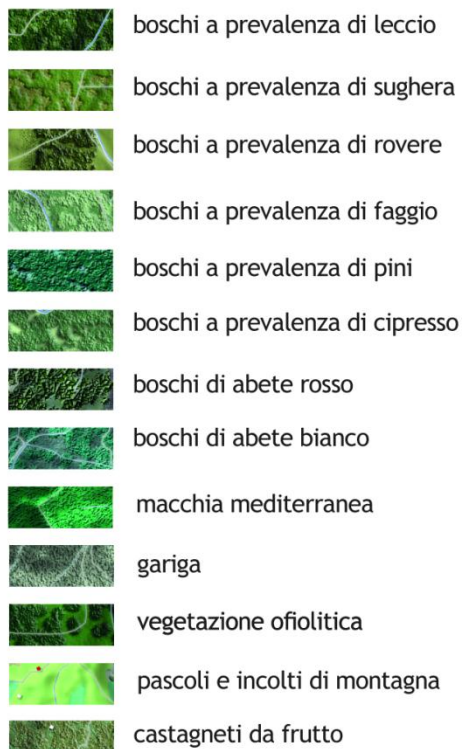 boschi a prevalenza di leccio
boschi a prevalenza di sughera
boschi a prevalenza di rovere
boschi a prevalenza di faggio
boschi a prevalenza di pini
boschi a prevalenza di cipresso
boschi di abete rosso
boschi di abete bianco
macchia mediterranea
gariga
vegetazione ofiolitica
pascoli e incolti di montagna
castagneti da frutto